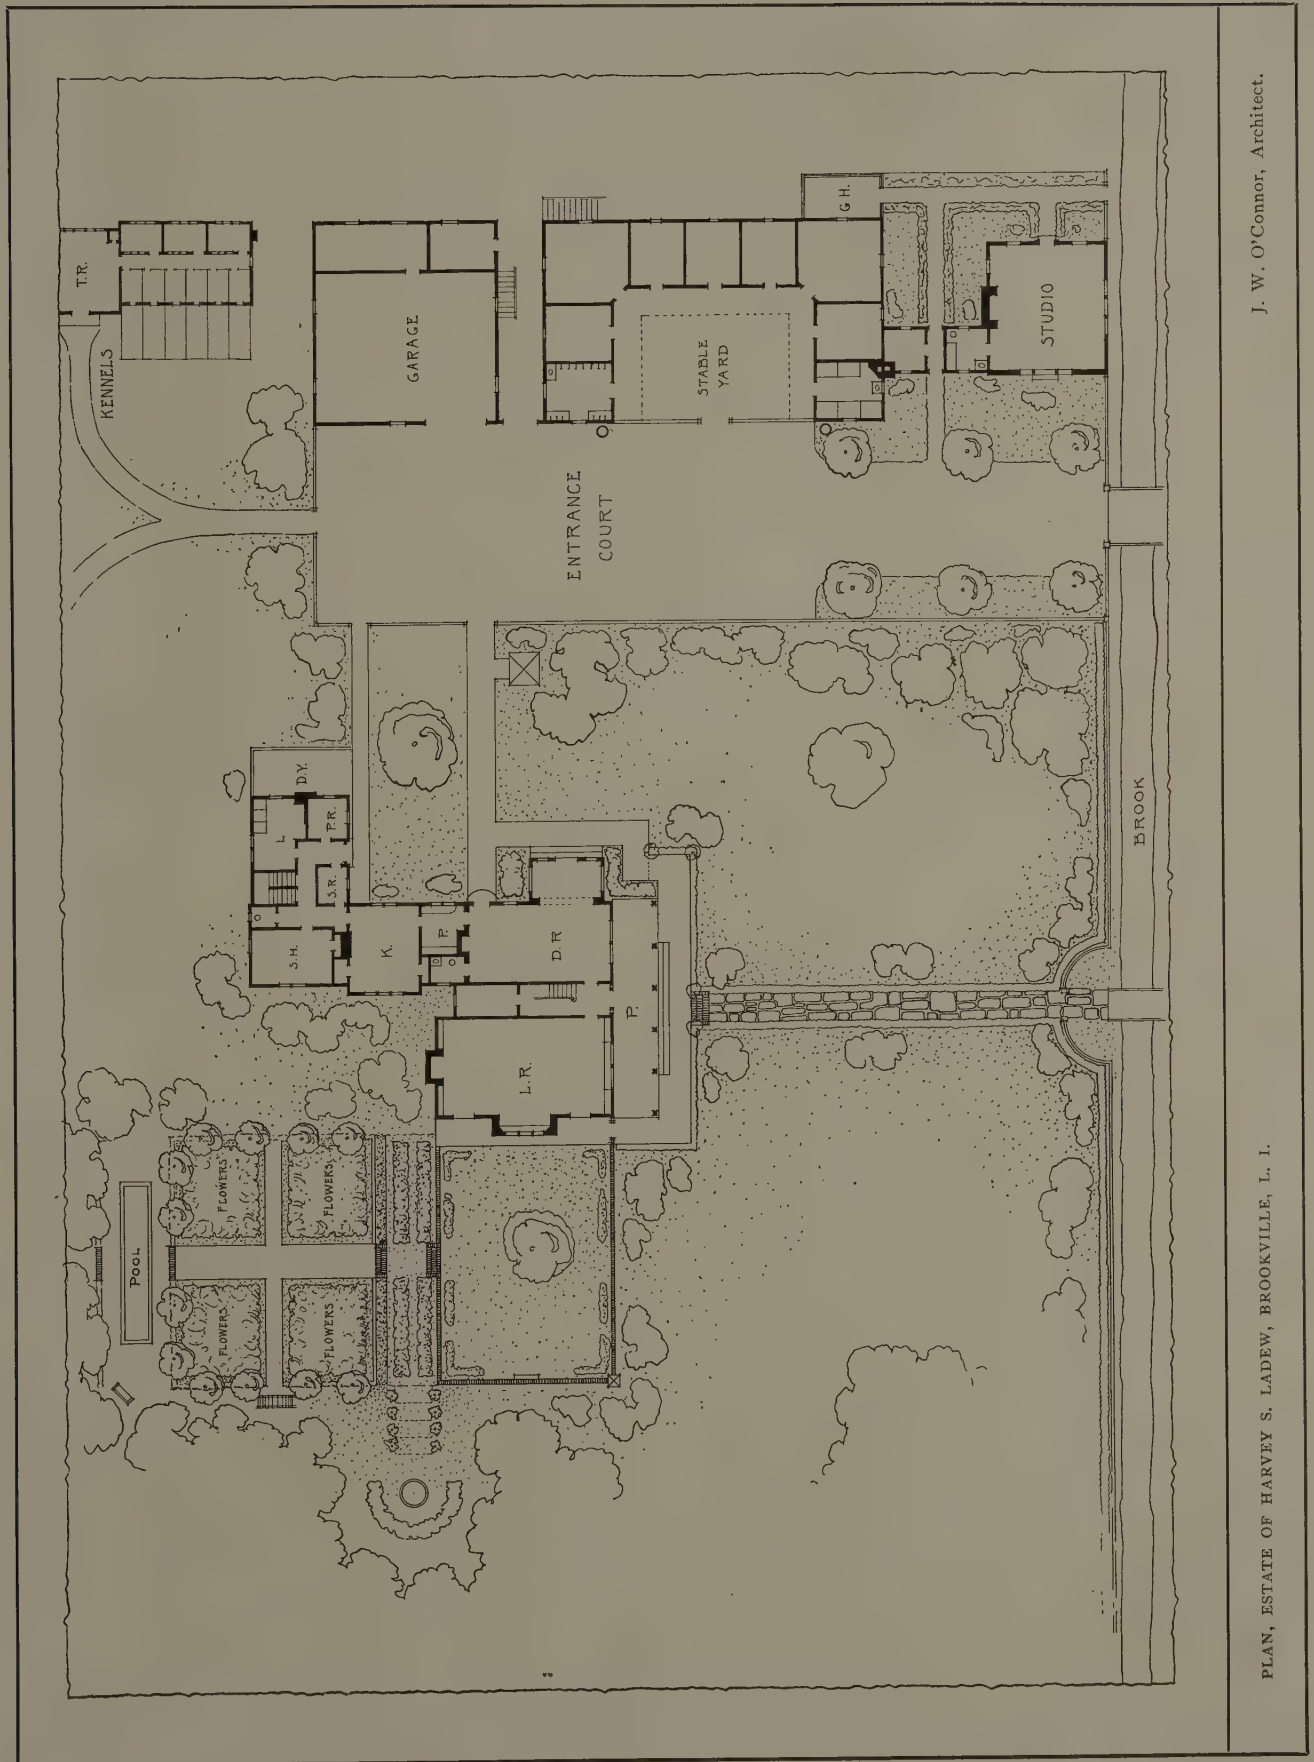 T.R.
KENNELS
GARAGE
STABLE
YARD
G H.
STUDIO
ENTRANCE
COURT
D.Y.
L
P.R.
S.R.
S.H.
K.
P.
D.R
P.
L.R.
BROOK
FLOWERS
FLOWERS
FLOWERS
FLOWERS
POOL
PLAN, ESTATE OF HARVEY S. LADEW, BROOKVILLE, L. I.
J. W. O'Connor, Architect.